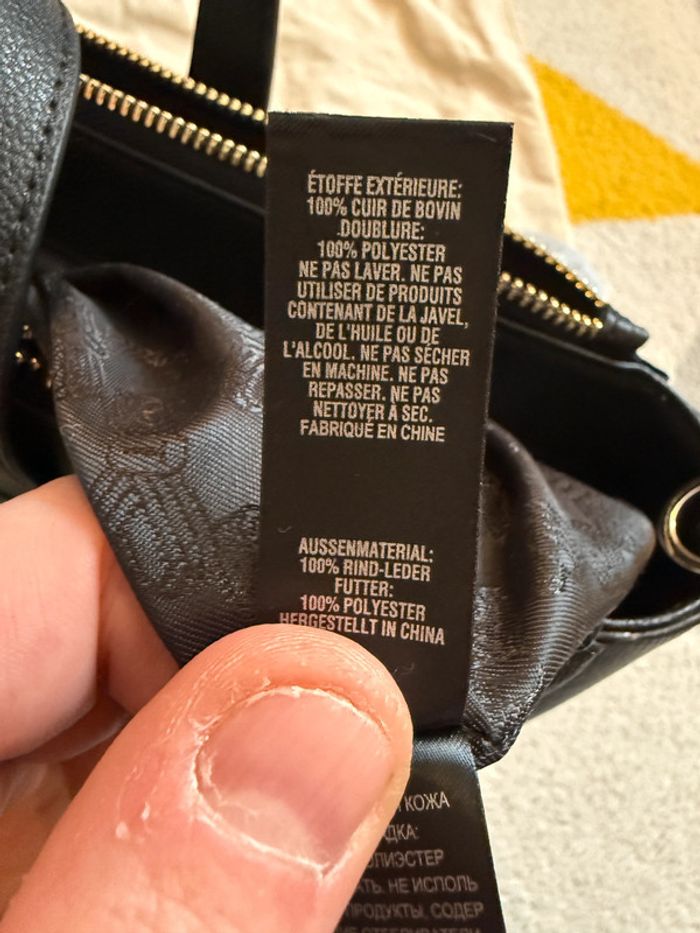 ÉTOFFE EXTÉRIEURE:
100% CUIR DE BOVIN
DOUBLURE:
100% POLYESTER
NE PAS LAVER. NE PAS
UTILISER DE PRODUITS
CONTENANT DE LA JAVEL,
DE L'HUILE OU DE
L'ALCOOL. NE PAS SÉCHER
EN MACHINE. NE PAS
REPASSER. NE PAS
NETTOYER À SEC.
FABRIQUÉ EN CHINE
AUSSENMATERIAL:
100% RIND-LEDER
FUTTER:
100% POLYESTER
HERGESTELLT IN CHINA
КОЖА
НЕ ИСПОЛЬ